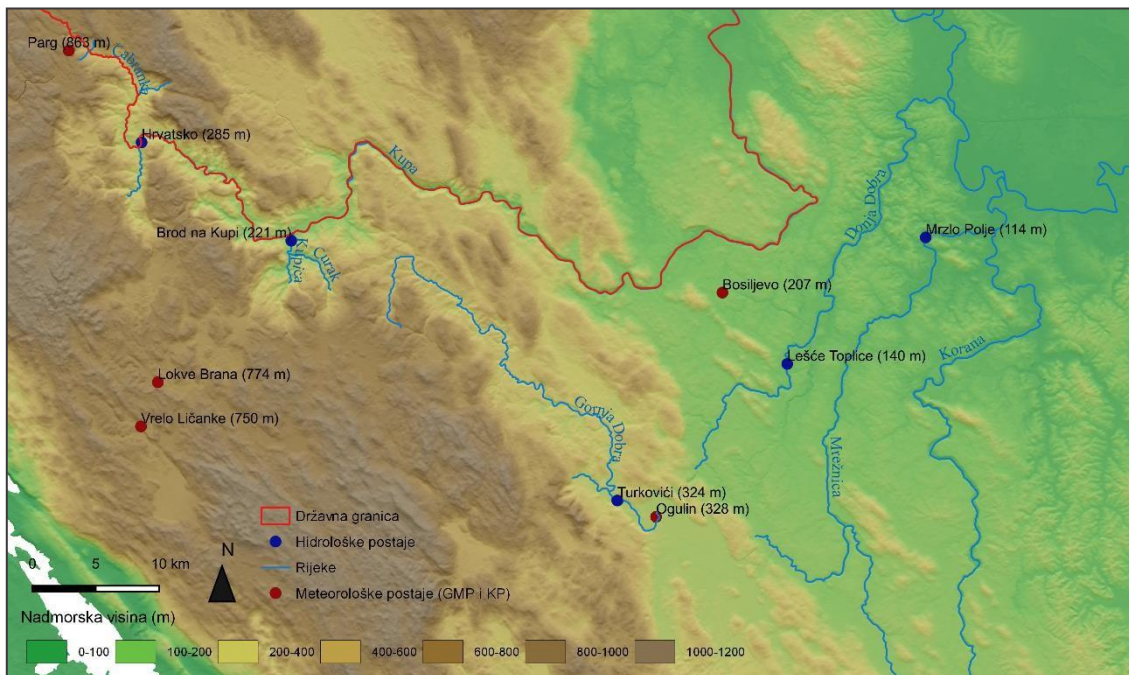 Parg (863 m)
Čabranka
Hrvatsko (285 m)
Kupa
Brod na Kupi (221 m)
Kupica
Curak
Donja Dobra
Mrzlo Polje (114 m)
Bosiljevo (207 m)
Lešće Toplice (140 m)
Korana
Lokve Brana (774 m)
Vrelo Ličanke (750 m)
Gornja Dobra
Mrežnica
Turkovići (324 m)
Ogulin (328 m)
Državna granica
Hidrološke postaje
Rijeke
Meteorološke postaje (GMP i KP)
0 5 10 km
N
Nadmorska visina (m)
0-100 100-200 200-400 400-600 600-800 800-1000 1000-1200